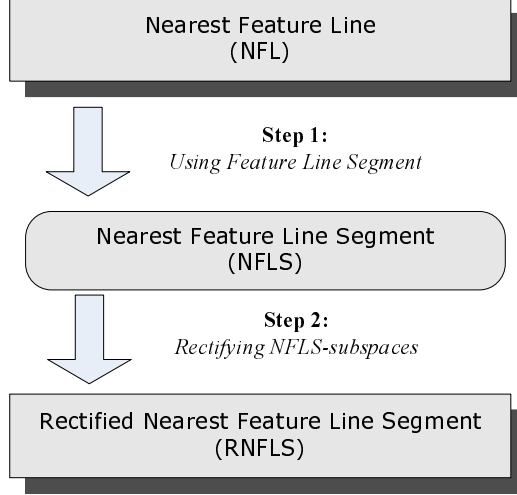 Nearest Feature Line
(NFL)
Step 1:
Using Feature Line Segment
Nearest Feature Line Segment
(NFLS)
Step 2:
Rectifying NFLS-subspaces
Rectified Nearest Feature Line Segment
(RNFLS)